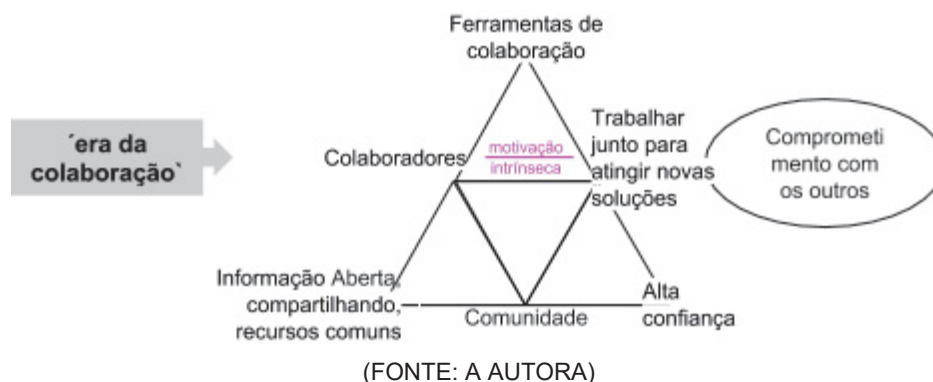 Ferramentas de
colaboração
´era da
colaboração`
Colaboradores
motivação
intrínseca
Trabalhar
junto para
atingir novas
soluções
Comprometi
mento com
os outros
Informação Aberta,
compartilhando,
recursos comuns
Comunidade
Alta
confiança
(FONTE: A AUTORA)